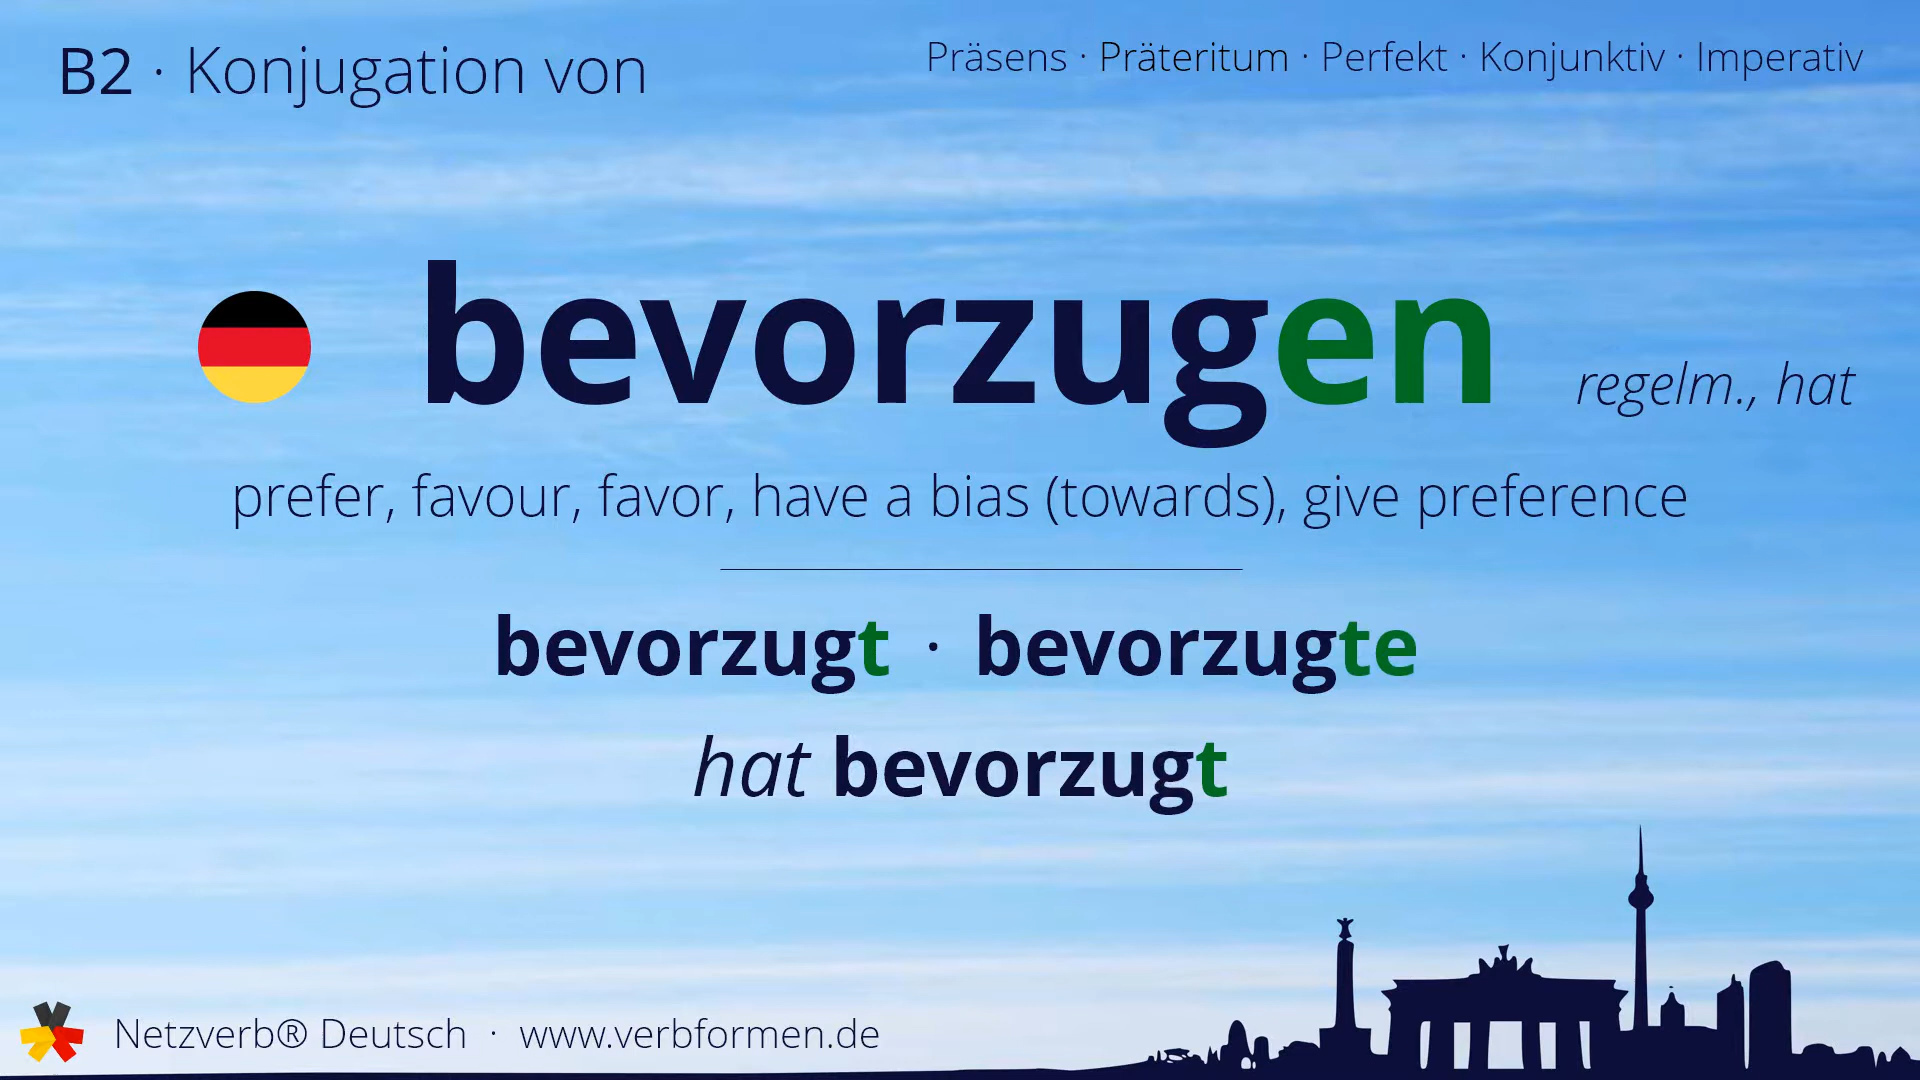 B2 · Konjugation von
Präsens · Präteritum · Perfekt · Konjunktiv · Imperativ
bevorzugen
regelm., hat
prefer, favour, favor, have a bias (towards), give preference
bevorzugt · bevorzugte
hat bevorzugt
Netzverb® Deutsch · www.verbformen.de